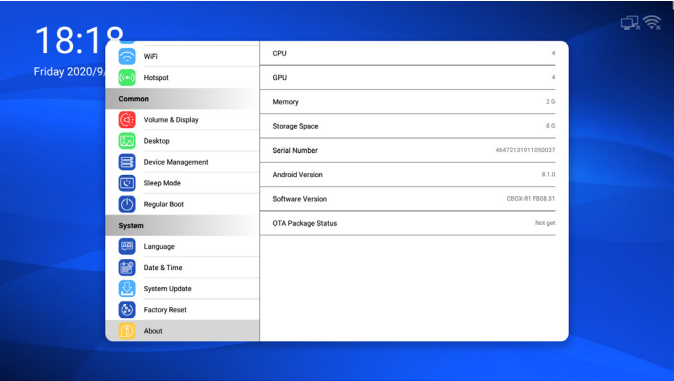 18:18
Friday 2020/9/
WiFi
Hotspot
Common
Volume & Display
Desktop
Device Management
Sleep Mode
Regular Boot
System
Language
Date & Time
System Update
Factory Reset
About
CPU 4
GPU 4
Memory 2 G
Storage Space 8 G
Serial Number 46472131911050037
Android Version 8.1.0
Software Version CBOX-R1 FB08.31
OTA Package Status Not get